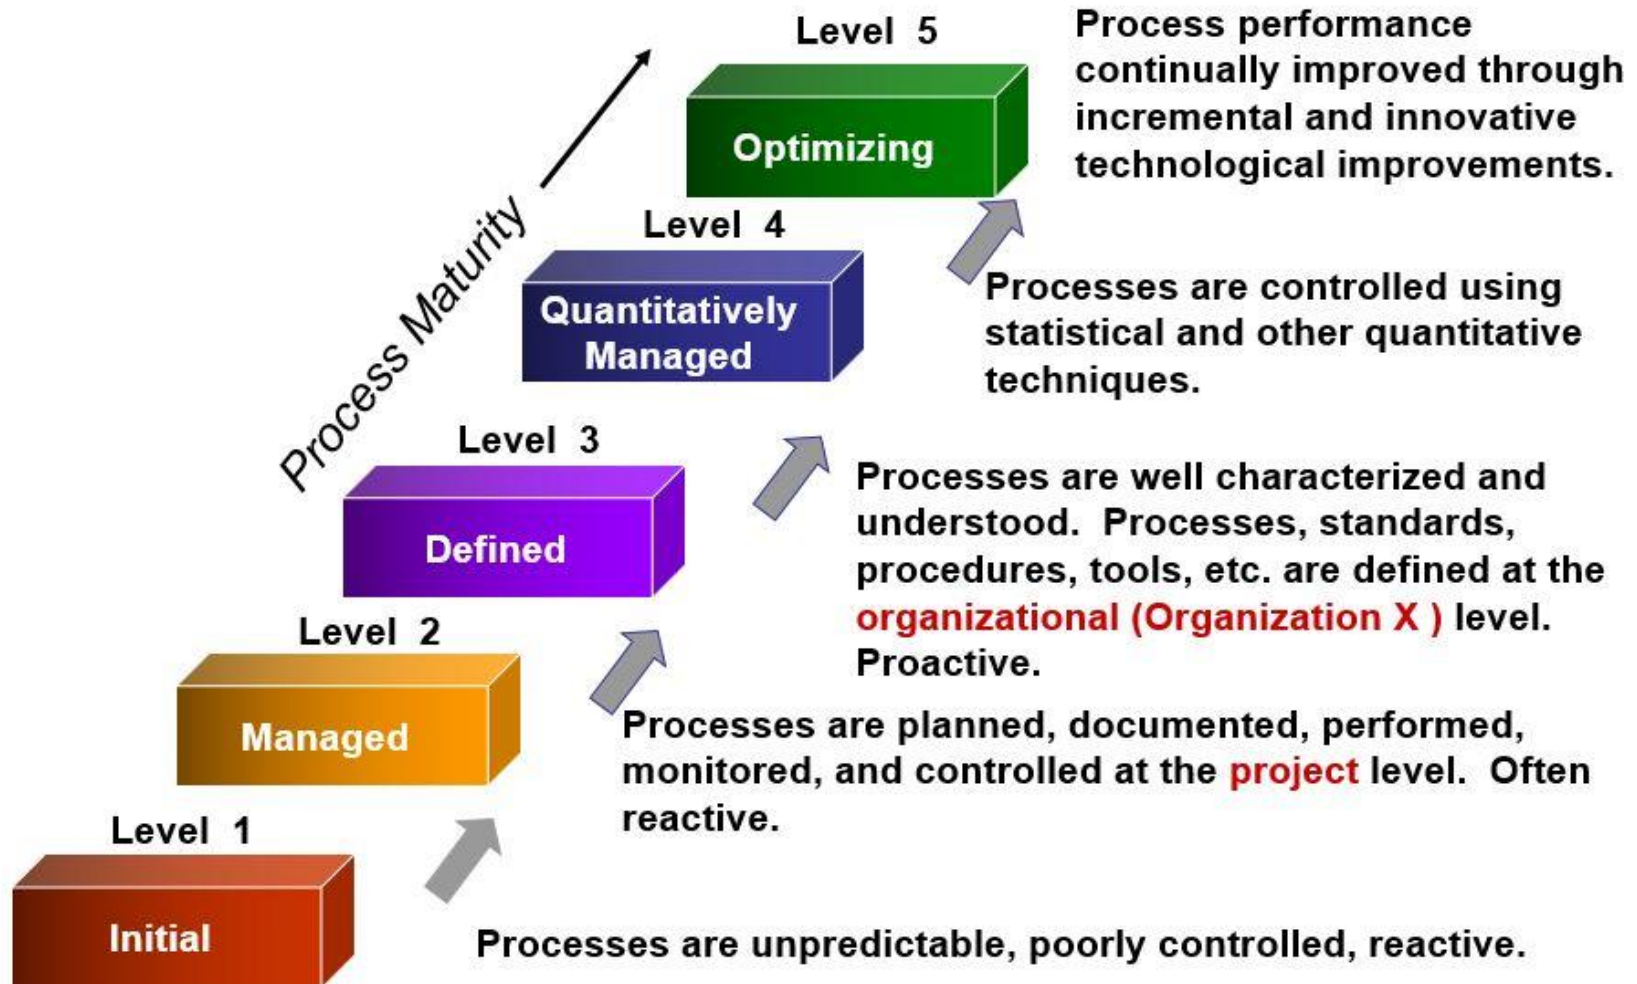 Level 5
Optimizing
Process performance
continually improved through
incremental and innovative
technological improvements.
Process Maturity
Level 4
Quantitatively
Managed
Processes are controlled using
statistical and other quantitative
techniques.
Level 3
Defined
Processes are well characterized and
understood. Processes, standards,
procedures, tools, etc. are defined at the
organizational (Organization X ) level.
Proactive.
Level 2
Managed
Processes are planned, documented, performed,
monitored, and controlled at the project level. Often
reactive.
Level 1
Initial
Processes are unpredictable, poorly controlled, reactive.